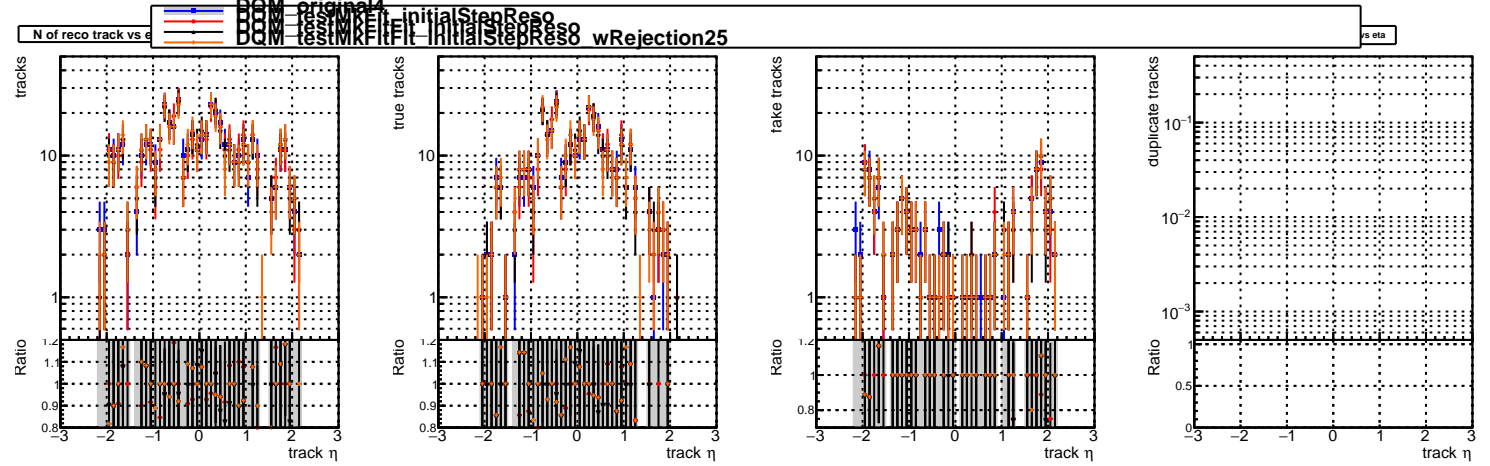 DQM_original4
DQM_testMkFit_initialStepReso
DQM_testMkFitFit_initialStepReso
DQM_testMkFitFit_initialStepReso_wRejection25
N of reco track vs e
vs eta
tracks
10
1
Ratio
1.2
1.1
1
0.9
0.8
−3 −2 −1 0 1 2 3
track η
true tracks
10
1
Ratio
1.2
1.1
1
0.9
0.8
−3 −2 −1 0 1 2 3
track η
fake tracks
10
1
Ratio
1
0.8
−3 −2 −1 0 1 2 3
track η
duplicate tracks
10−1
10−2
10−3
Ratio
1
0.5
0
−3 −2 −1 0 1 2 3
track η